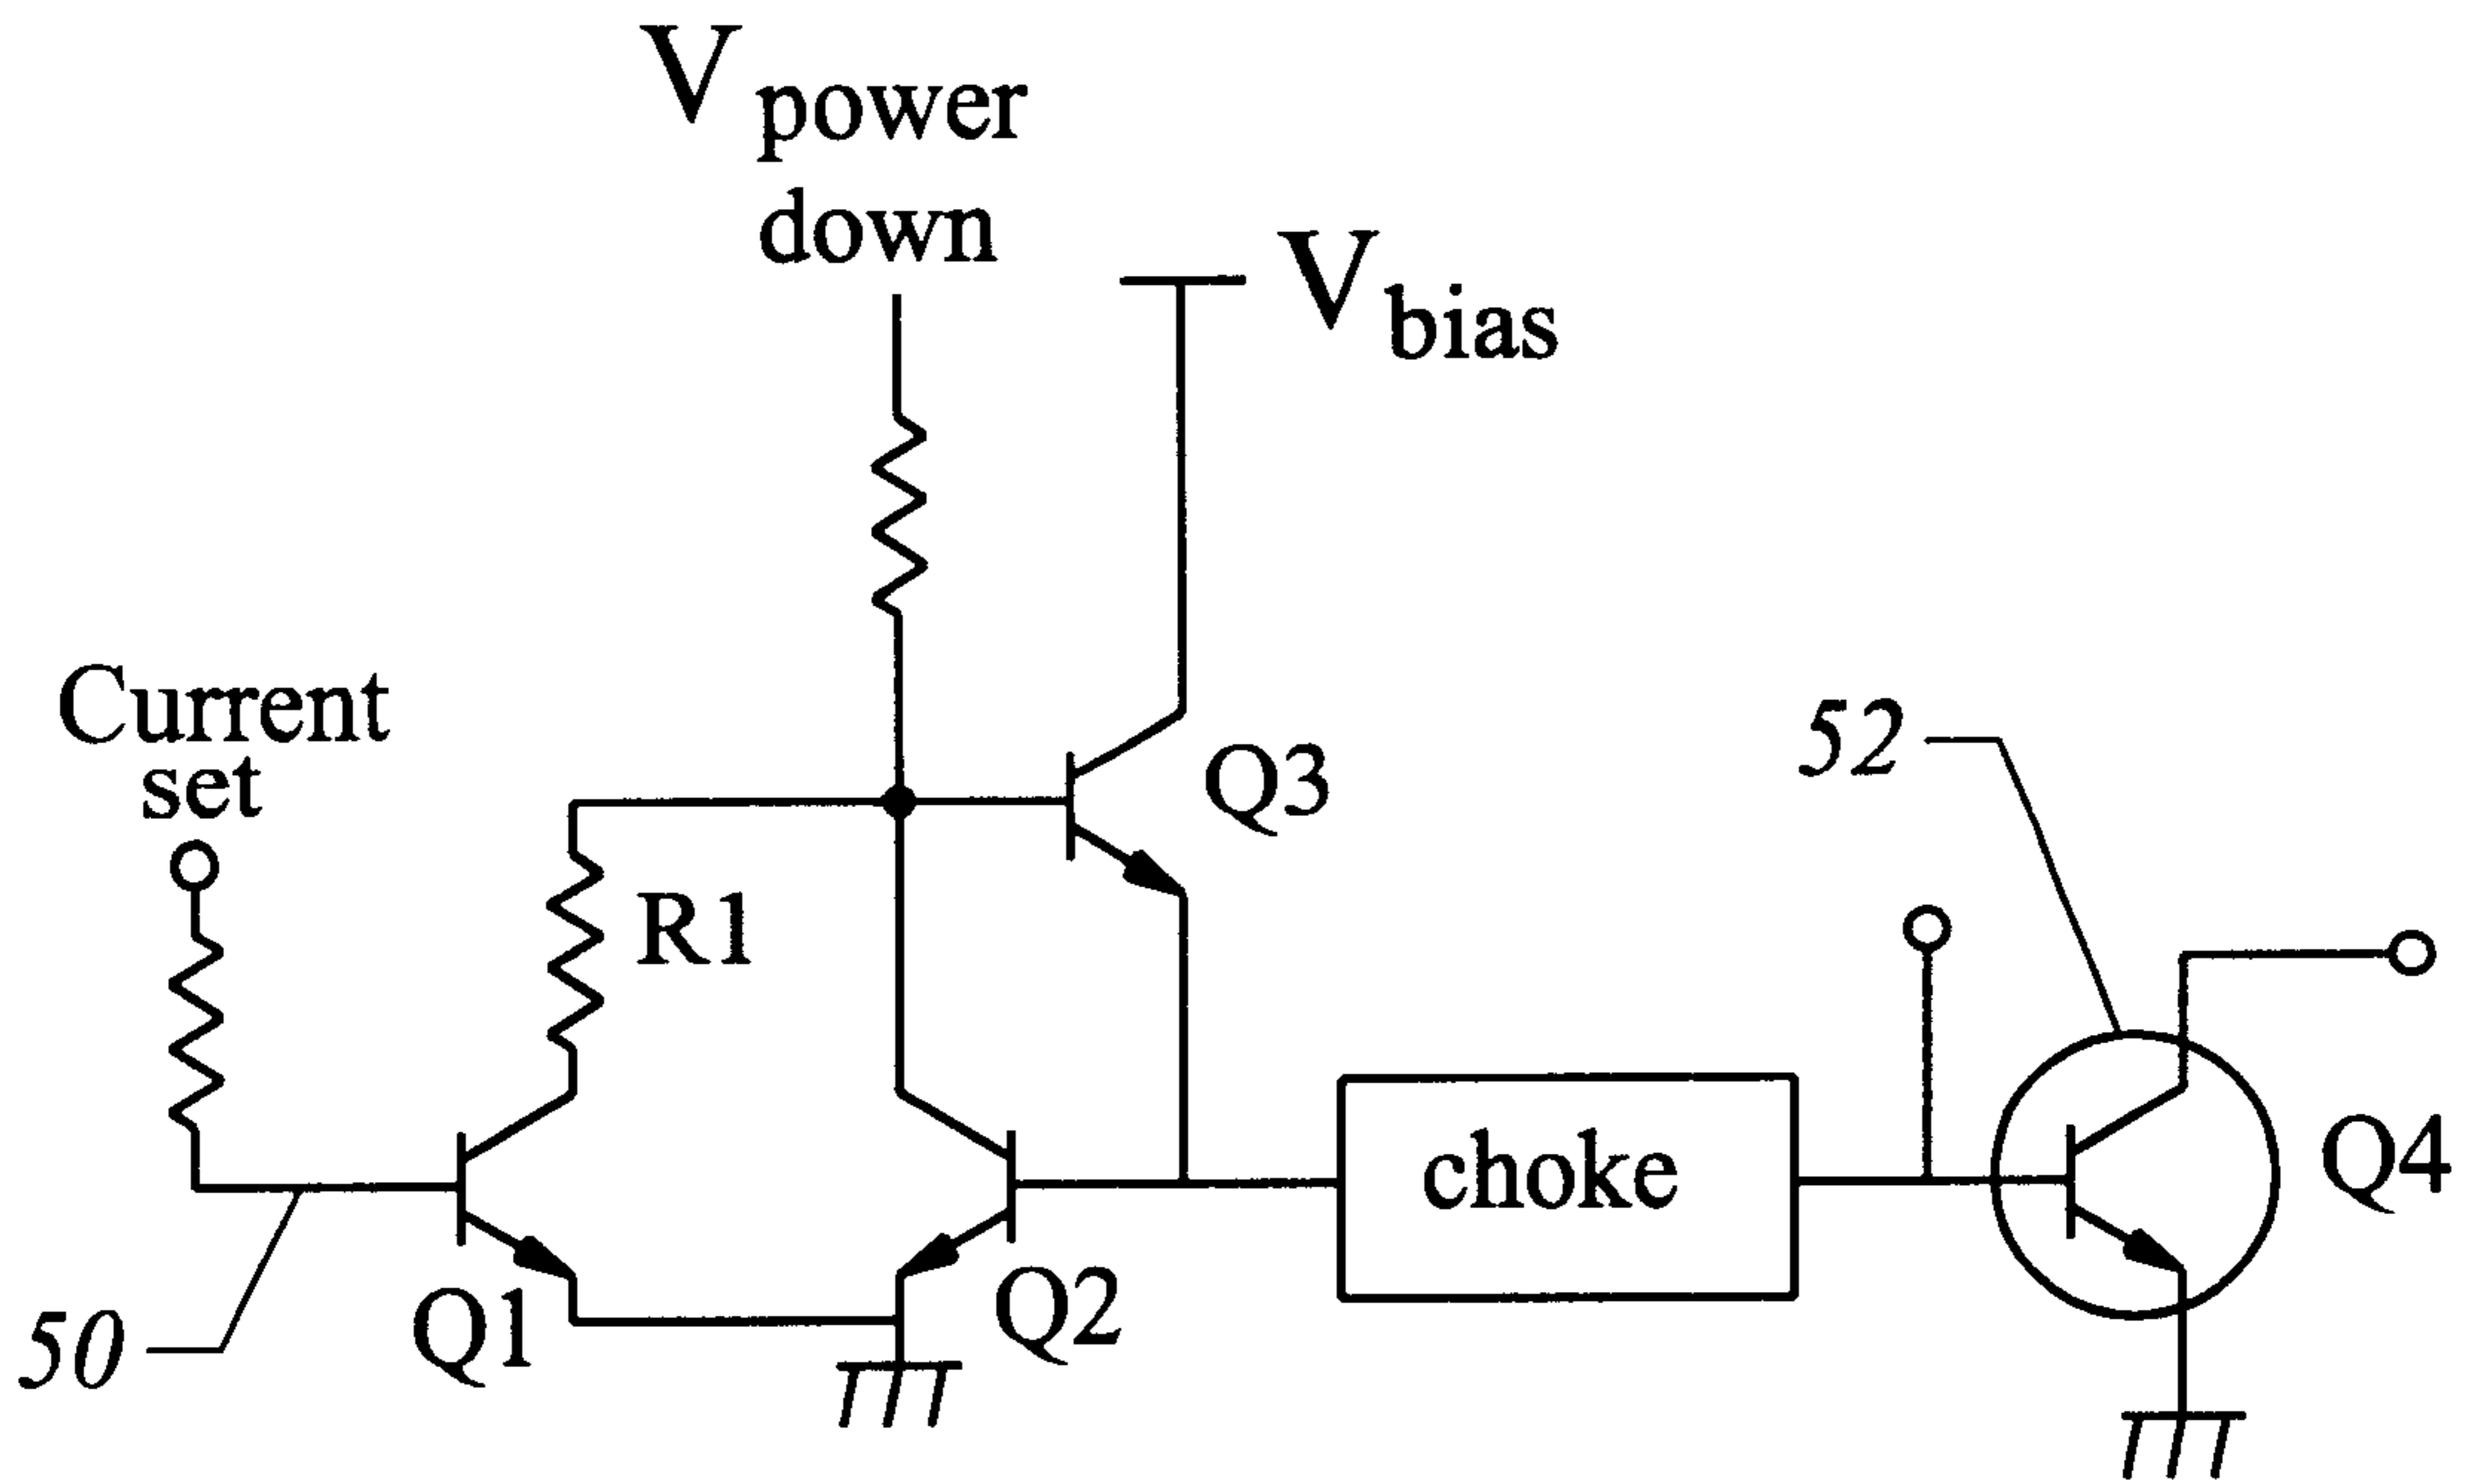 V power
down
V bias
Current
set
Q3
52
R1
choke
Q4
Q1
Q2
50